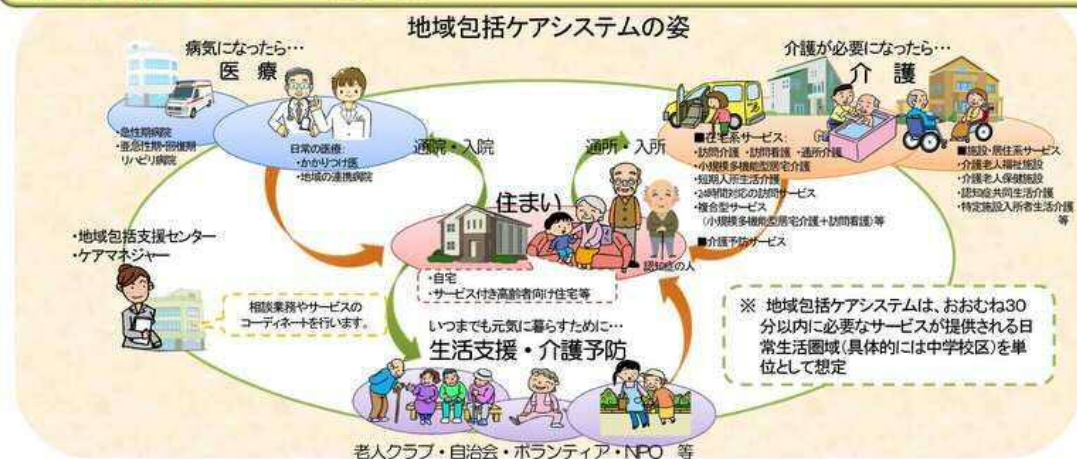 地域包括ケアシステムの姿
病気になったら…
医 療
・急性期病院
・亜急性期・回復期
リハビリ病院
日常の医療:
・かかりつけ医
・地域の連携病院
通院・入院
通所・入所
介護が必要になったら…
介 護
■在宅系サービス:
・訪問介護 ・訪問看護 ・通所介護
・小規模多機能型居宅介護
・短期入所生活介護
・24時間対応の訪問サービス
・複合型サービス
(小規模多機能型居宅介護+訪問看護)等
■介護予防サービス
■施設・居住系サービス
・介護老人福祉施設
・介護老人保健施設
・認知症共同生活介護
・特定施設入所者生活介護
等
住まい
認知症の人
・自宅
・サービス付き高齢者向け住宅等
・地域包括支援センター
・ケアマネジャー
相談業務やサービスの
コーディネートを行います。
いつまでも元気に暮らすために…
生活支援・介護予防
老人クラブ・自治会・ボランティア・NPO 等
※ 地域包括ケアシステムは、おおむね30
分以内に必要なサービスが提供される日
常生活圏域(具体的には中学校区)を単
位として想定